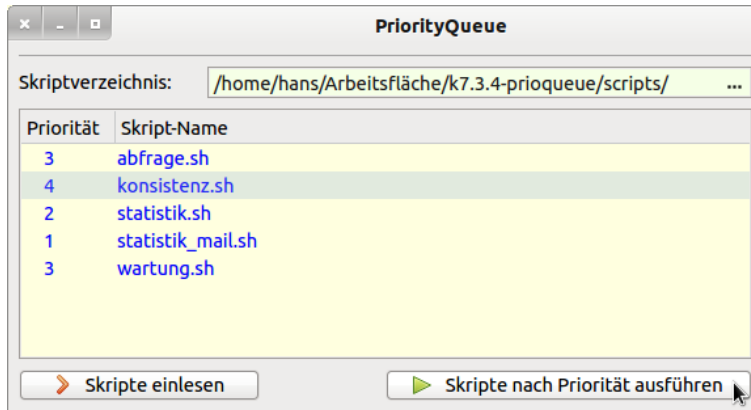 PriorityQueue
Skriptverzeichnis: /home/hans/Arbeitsfläche/k7.3.4-prioqueue/scripts/ ...
Priorität Skript-Name
3 abfrage.sh
4 konsistenz.sh
2 statistik.sh
1 statistik_mail.sh
3 wartung.sh
Skripte einlesen Skripte nach Priorität ausführen